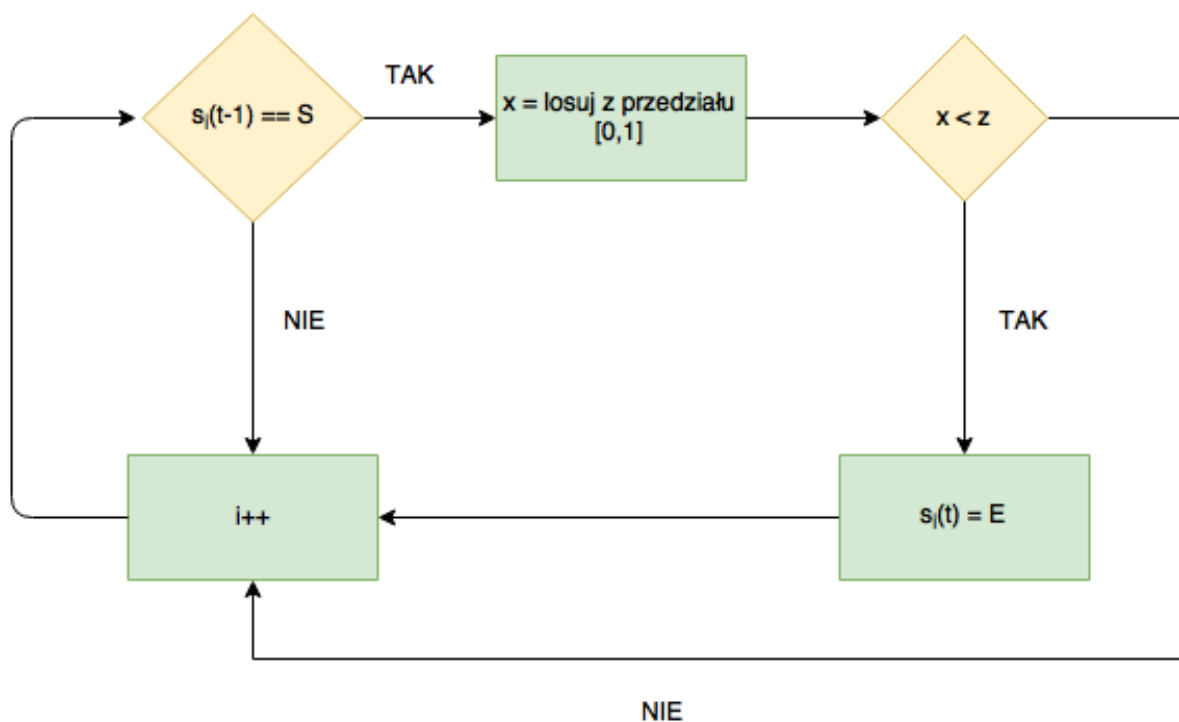 sᵢ(t-1) == S
TAK
x = losuj z przedziału
[0,1]
x < z
NIE
TAK
i++
sᵢ(t) = E
NIE